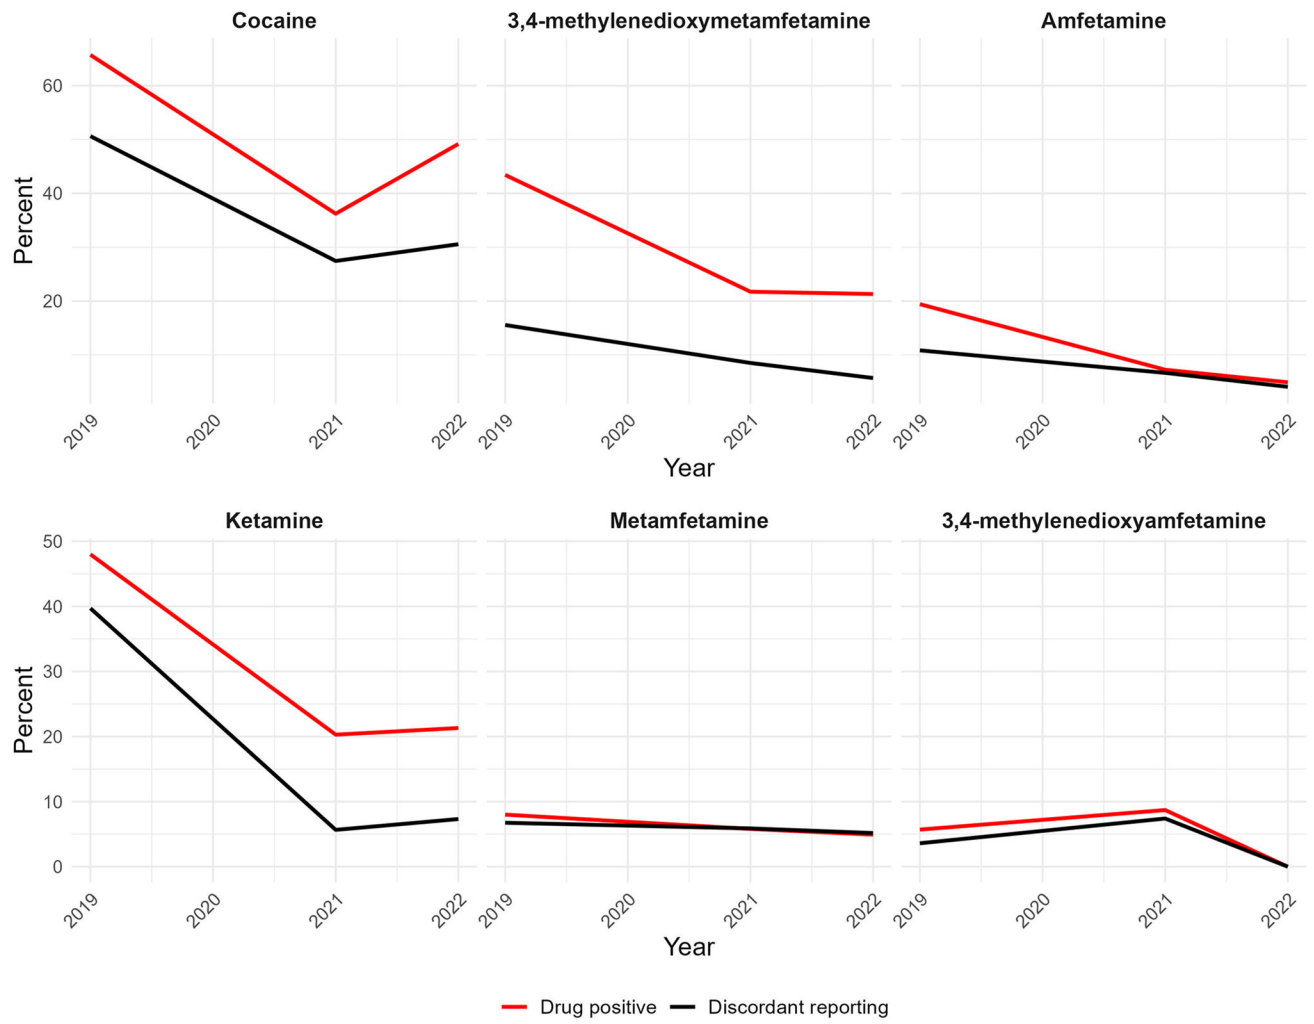 Cocaine 3,4-methylenedioxymetamfetamine Amfetamine
Percent
60
40
20
2019 2020 2021 2022 2019 2020 2021 2022 2019 2020 2021 2022
Year
Ketamine Metamfetamine 3,4-methylenedioxyamfetamine
Percent
50
40
30
20
10
0
2019 2020 2021 2022 2019 2020 2021 2022 2019 2020 2021 2022
Year
Drug positive Discordant reporting